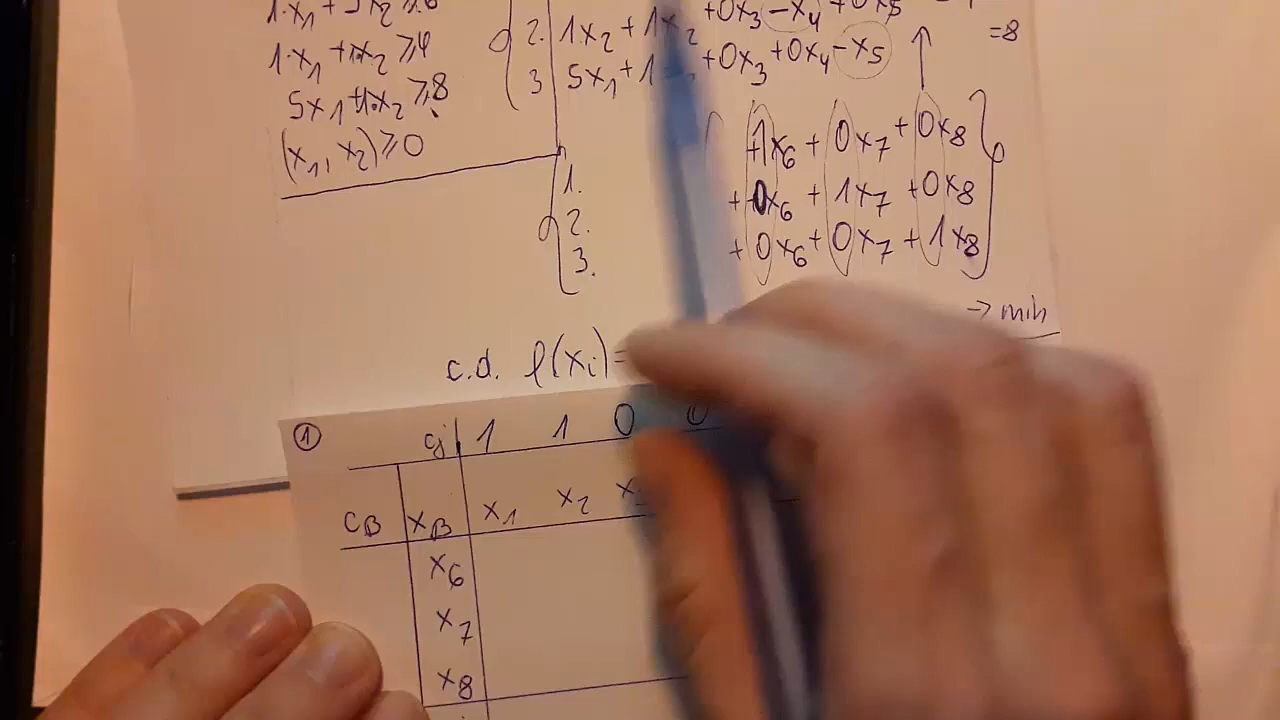 1·x₁ +
1·x₁ + 1·x₂ ≥ 4
5x₁ + 1·x₂ ≥ 8
(x₁, x₂) ≥ 0
2. 1x₂ + 1x₂ + 0x₃ - x₄ + 0x₅
3 5x₁ + 1 + 0x₃ + 0x₄ - x₅
=8
1.
2.
3.
+1x₆ + 0x₇ + 0x₈
+ 0x₆ + 1x₇ + 0x₈
+ 0x₆ + 0x₇ + 1x₈
→ min
c.d. f(xᵢ) =
① cj 1 1 0 0
cB xB x₁ x₂
x₆
x₇
x₈